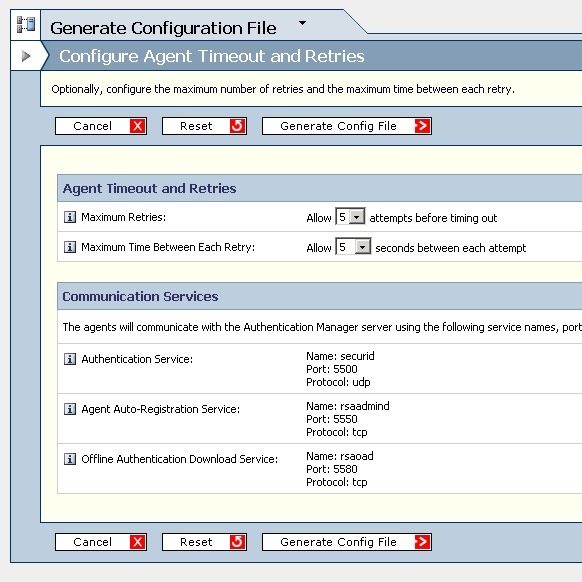 Generate Configuration File
Configure Agent Timeout and Retries
Optionally, configure the maximum number of retries and the maximum time between each retry.
Cancel Reset Generate Config File
Agent Timeout and Retries
Maximum Retries: Allow 5 attempts before timing out
Maximum Time Between Each Retry: Allow 5 seconds between each attempt
Communication Services
The agents will communicate with the Authentication Manager server using the following service names, port
Authentication Service: Name: securid
Port: 5500
Protocol: udp
Agent Auto-Registration Service: Name: rsaadmind
Port: 5550
Protocol: tcp
Offline Authentication Download Service: Name: rsaoad
Port: 5580
Protocol: tcp
Cancel Reset Generate Config File